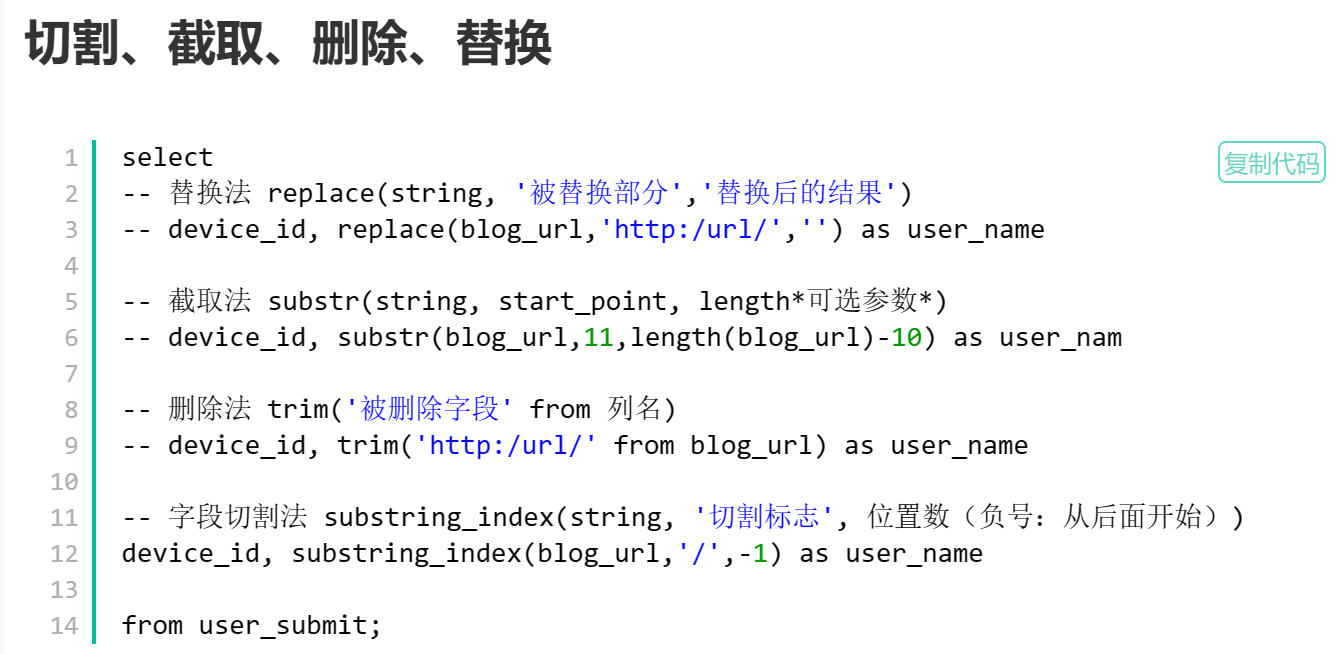 切割、截取、删除、替换
复制代码
1 select
2 -- 替换法 replace(string, '被替换部分','替换后的结果')
3 -- device_id, replace(blog_url,'http:/url/','') as user_name
4
5 -- 截取法 substr(string, start_point, length*可选参数*)
6 -- device_id, substr(blog_url,11,length(blog_url)-10) as user_nam
7
8 -- 删除法 trim('被删除字段' from 列名)
9 -- device_id, trim('http:/url/' from blog_url) as user_name
10
11 -- 字段切割法 substring_index(string, '切割标志', 位置数（负号：从后面开始）)
12 device_id, substring_index(blog_url,'/',-1) as user_name
13
14 from user_submit;